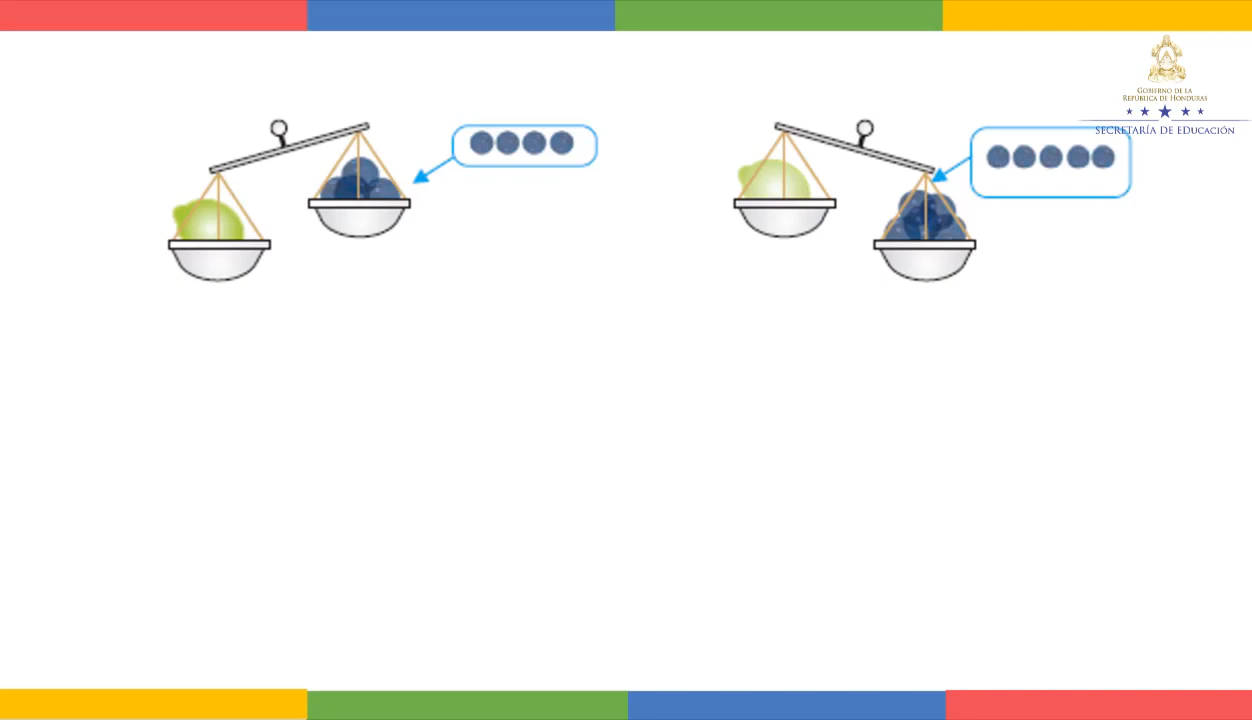 Gobierno de la
República de Honduras
Secretaría de Educación